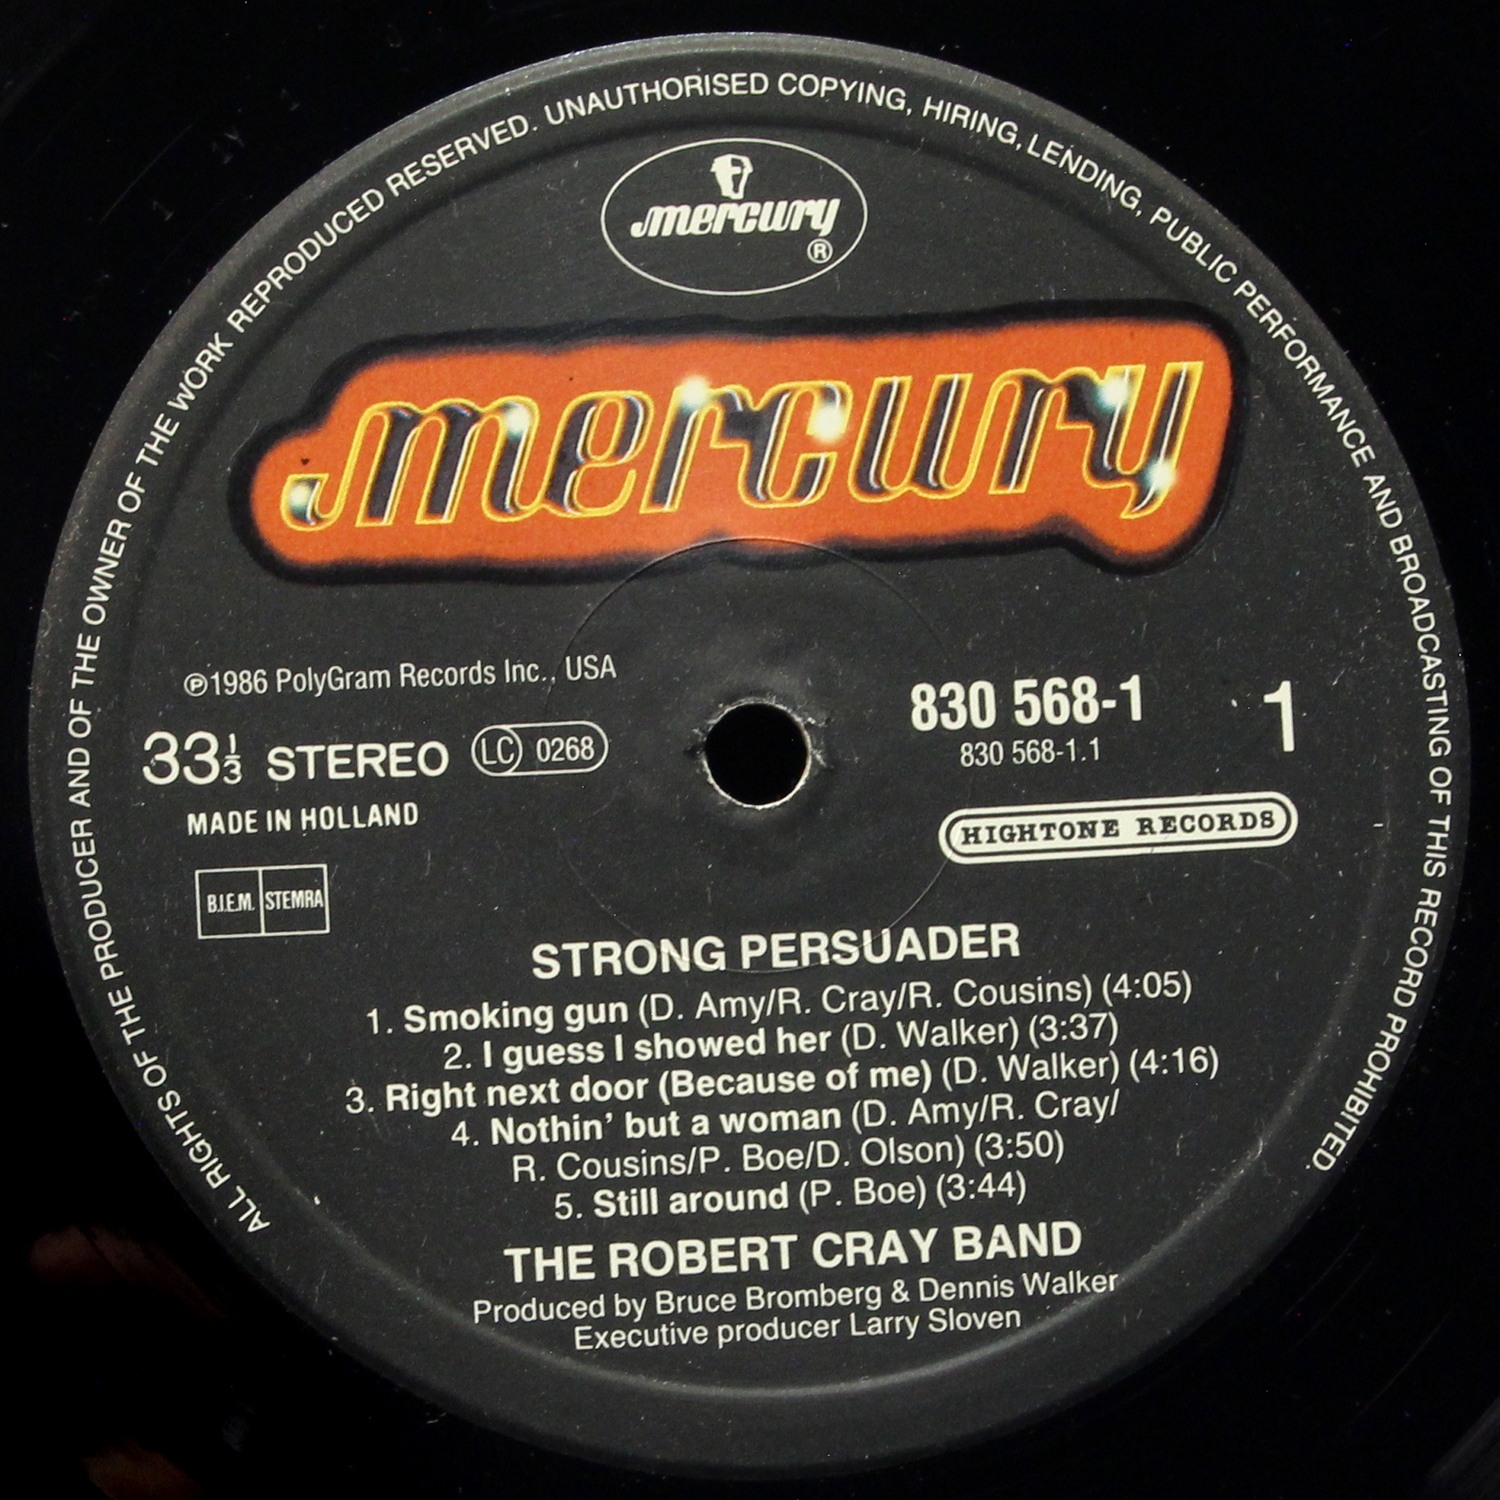 ALL RIGHTS OF THE PRODUCER AND OF THE OWNER OF THE WORK REPRODUCED RESERVED. UNAUTHORISED COPYING, HIRING, LENDING, PUBLIC PERFORMANCE AND BROADCASTING OF THIS RECORD PROHIBITED.
mercury
®
mercury
℗1986 PolyGram Records Inc., USA
33⅓ STEREO LC 0268
MADE IN HOLLAND
B.I.E.M. STEMRA
830 568-1 1
830 568-1.1
HIGHTONE RECORDS
STRONG PERSUADER
1. Smoking gun (D. Amy/R. Cray/R. Cousins) (4:05)
2. I guess I showed her (D. Walker) (3:37)
3. Right next door (Because of me) (D. Walker) (4:16)
4. Nothin' but a woman (D. Amy/R. Cray/
R. Cousins/P. Boe/D. Olson) (3:50)
5. Still around (P. Boe) (3:44)
THE ROBERT CRAY BAND
Produced by Bruce Bromberg & Dennis Walker
Executive producer Larry Sloven